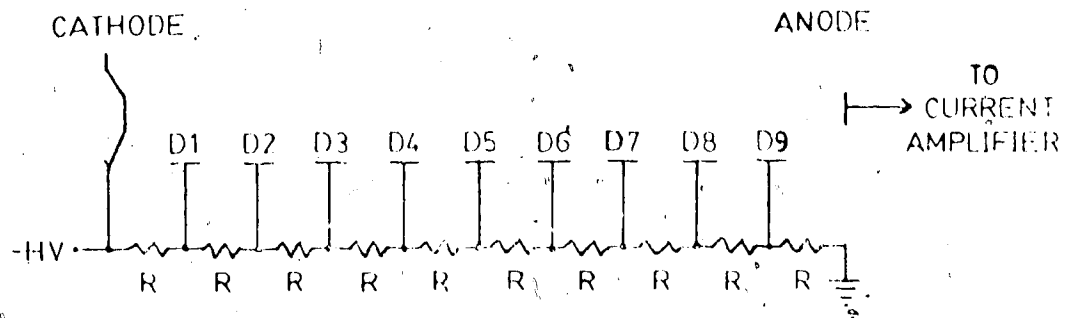 CATHODE
ANODE
TO
CURRENT
AMPLIFIER
D1 D2 D3 D4 D5 D6 D7 D8 D9
-HV
R R R R R R R R R R